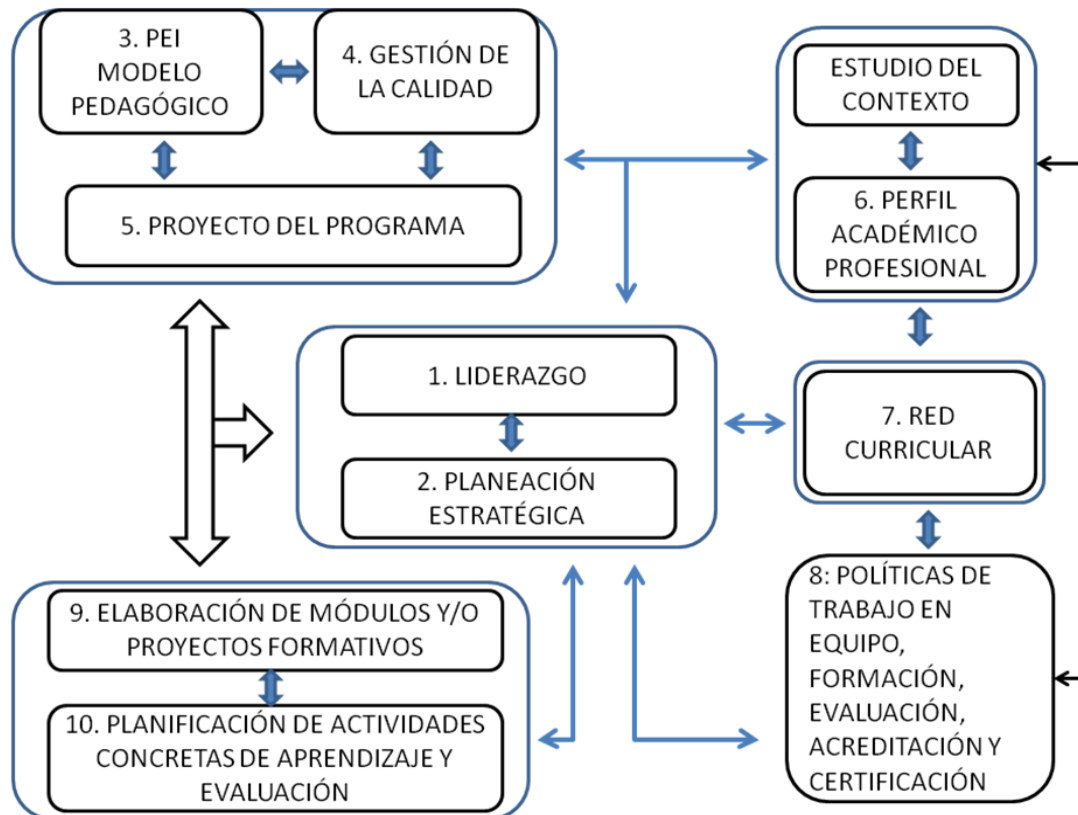 3. PEI
MODELO
PEDAGÓGICO
4. GESTIÓN DE
LA CALIDAD
5. PROYECTO DEL PROGRAMA
ESTUDIO DEL
CONTEXTO
6. PERFIL
ACADÉMICO
PROFESIONAL
1. LIDERAZGO
2. PLANEACIÓN
ESTRATÉGICA
7. RED
CURRICULAR
8: POLÍTICAS DE
TRABAJO EN
EQUIPO,
FORMACIÓN,
EVALUACIÓN,
ACREDITACIÓN Y
CERTIFICACIÓN
9. ELABORACIÓN DE MÓDULOS Y/O
PROYECTOS FORMATIVOS
10. PLANIFICACIÓN DE ACTIVIDADES
CONCRETAS DE APRENDIZAJE Y
EVALUACIÓN